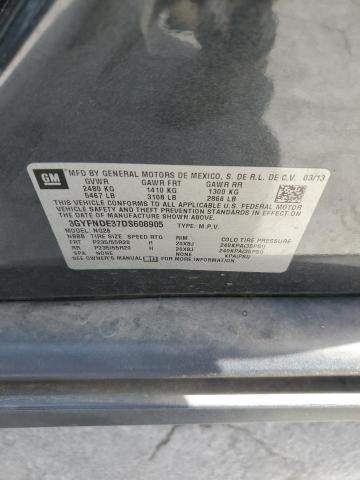 GM
MFD BY GENERAL MOTORS DE MEXICO, S. DE R.L. DE C.V. 03/13
GVWR GAWR FRT GAWR RR
2480 KG 1410 KG 1300 KG
5467 LB 3108 LB 2866 LB
THIS VEHICLE CONFORMS TO ALL APPLICABLE U.S. FEDERAL MOTOR
VEHICLE SAFETY AND THEFT PREVENTION STANDARDS IN EFFECT ON
THE DATE OF MANUFACTURE SHOWN ABOVE.
3GYFNDE37DS608905 TYPE: M.P.V.
MODEL: NG26
TIRE SIZE SPEED RTG RIM COLD TIRE PRESSURE
FRT P235/55R20 H 20X8J 240KPA(35PSI)
RR P235/55R20 H 20X8J 240KPA(35PSI)
SPA NONE NONE KPA(PSI)
SEE OWNER'S MANUAL FOR ADDITIONAL INFORMATION.